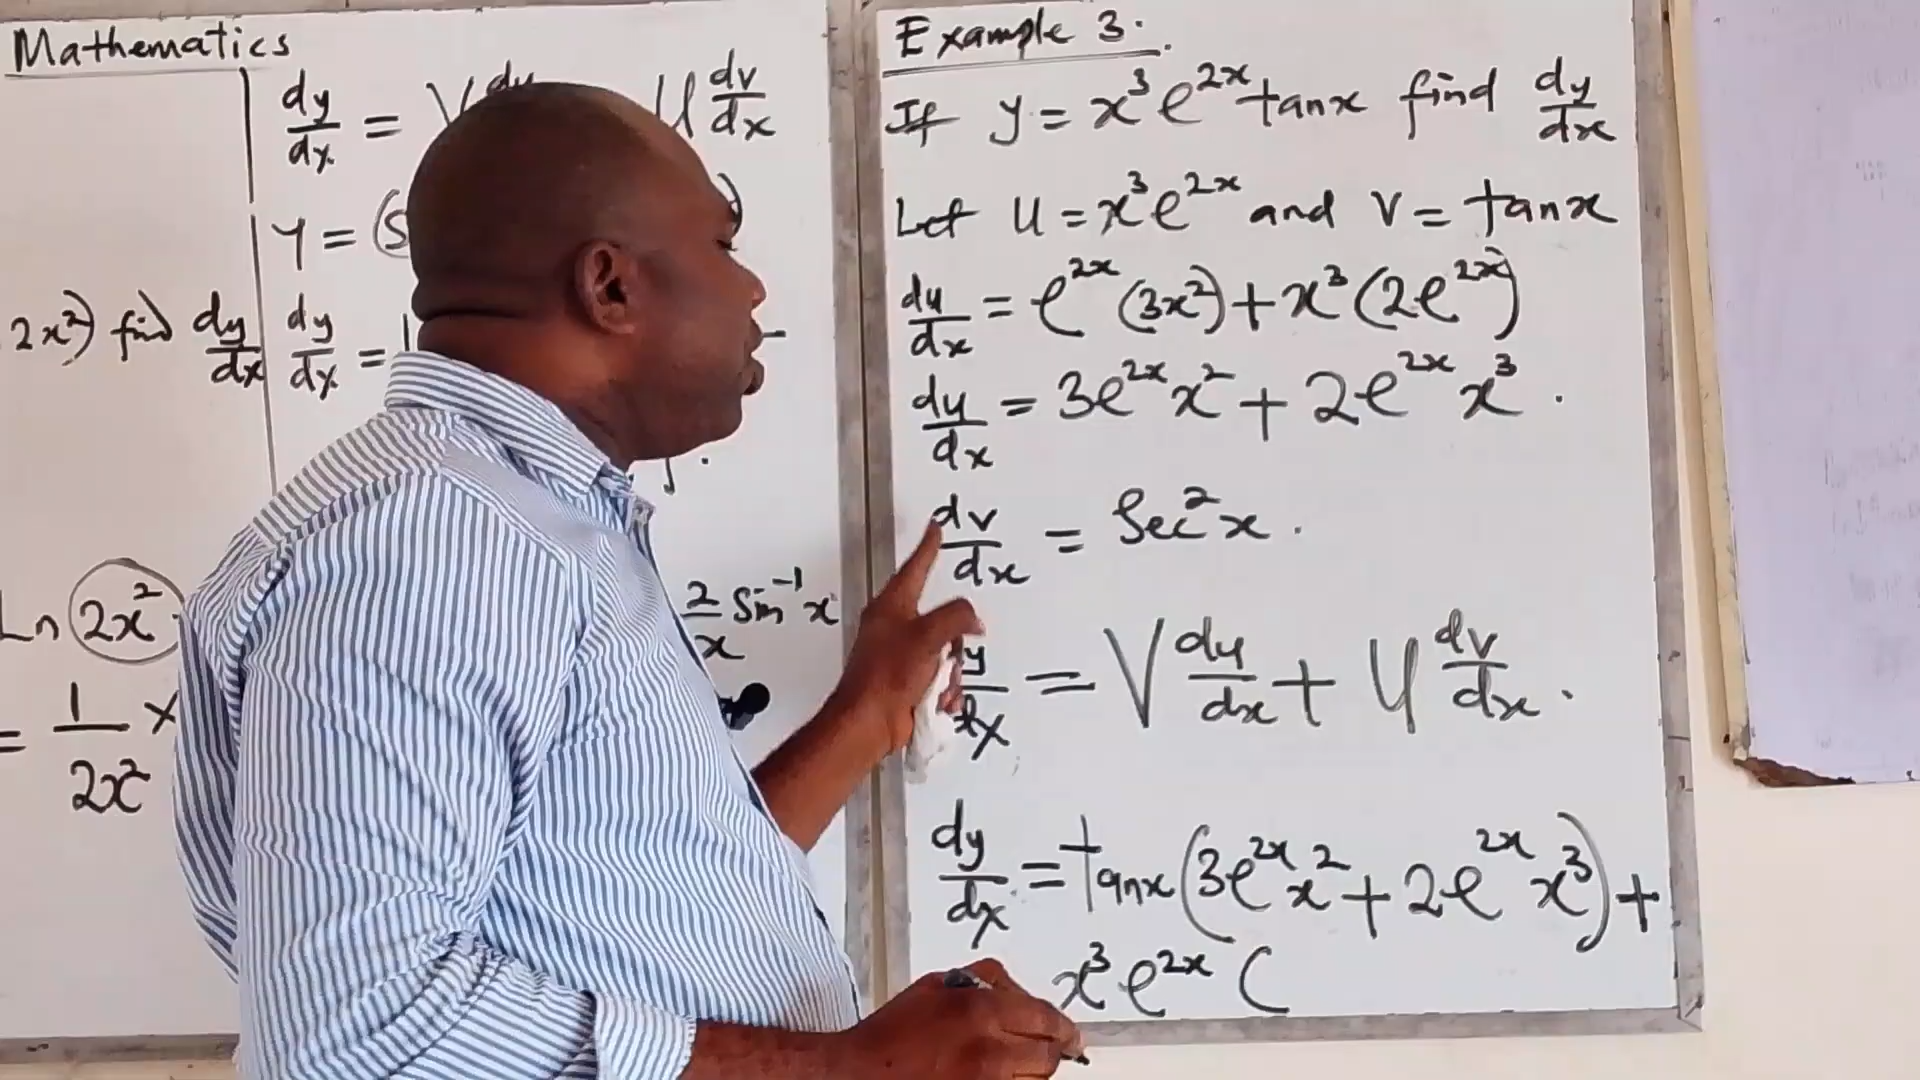 Mathematics
dy/dx = V du U dv/dx
Y = (S )
2x²) find dy/dx
dy/dx =
Ln 2x²
2/x Sin⁻¹x
= 1/2x² ×
Example 3.
If y = x³e²ˣtanx find dy/dx
Let U = x³e²ˣ and V = tanx
du/dx = e²ˣ(3x²) + x³(2e²ˣ)
du/dx = 3e²ˣx² + 2e²ˣx³.
dv/dx = Sec²x.
dy/dx = V du/dx + U dv/dx.
dy/dx = tanx(3e²ˣx² + 2e²ˣx³) +
x³e²ˣ (